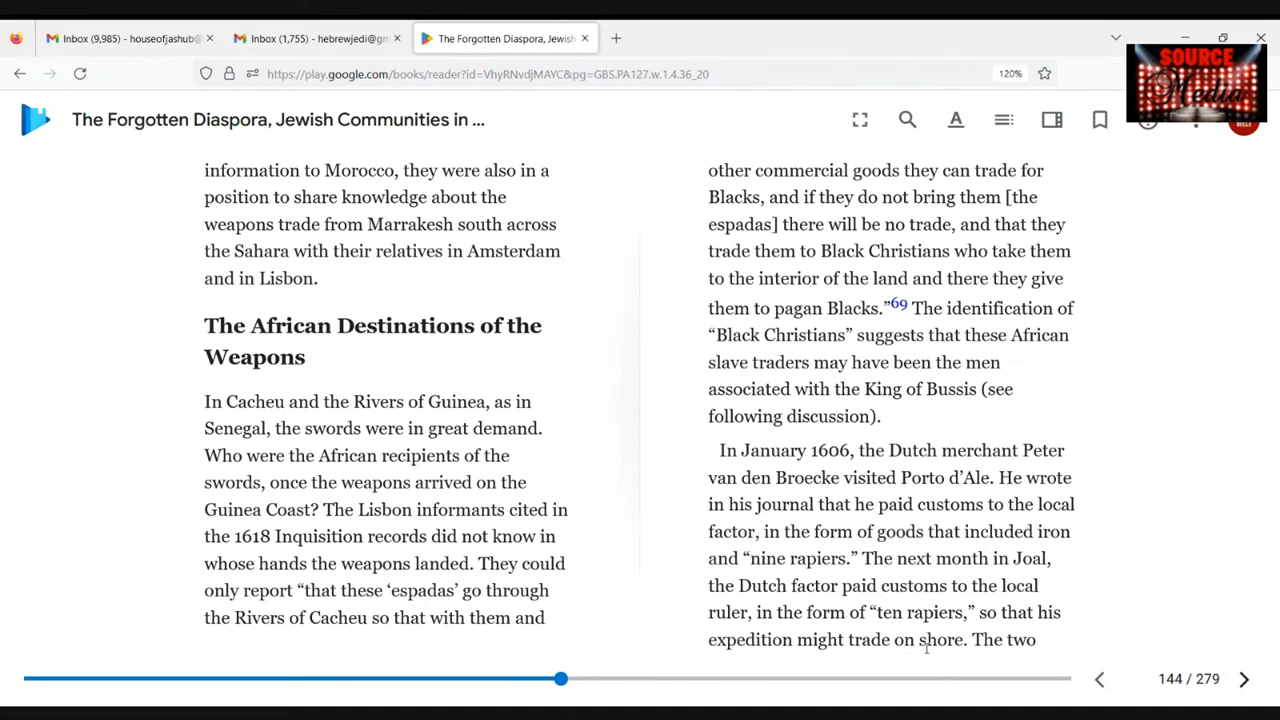 Inbox (9,985) - houseofjashub@
Inbox (1,755) - hebrewjedi@gm
The Forgotten Diaspora, Jewish
https://play.google.com/books/reader?id=VhyRNvdjMAYC&pg=GBS.PA127.w.1.4.36_20
120%
SOURCE
Media
The Forgotten Diaspora, Jewish Communities in ...
information to Morocco, they were also in a
position to share knowledge about the
weapons trade from Marrakesh south across
the Sahara with their relatives in Amsterdam
and in Lisbon.
The African Destinations of the
Weapons
In Cacheu and the Rivers of Guinea, as in
Senegal, the swords were in great demand.
Who were the African recipients of the
swords, once the weapons arrived on the
Guinea Coast? The Lisbon informants cited in
the 1618 Inquisition records did not know in
whose hands the weapons landed. They could
only report “that these ‘espadas’ go through
the Rivers of Cacheu so that with them and
other commercial goods they can trade for
Blacks, and if they do not bring them [the
espadas] there will be no trade, and that they
trade them to Black Christians who take them
to the interior of the land and there they give
them to pagan Blacks.”69 The identification of
“Black Christians” suggests that these African
slave traders may have been the men
associated with the King of Bussis (see
following discussion).
In January 1606, the Dutch merchant Peter
van den Broecke visited Porto d’Ale. He wrote
in his journal that he paid customs to the local
factor, in the form of goods that included iron
and “nine rapiers.” The next month in Joal,
the Dutch factor paid customs to the local
ruler, in the form of “ten rapiers,” so that his
expedition might trade on shore. The two
144 / 279